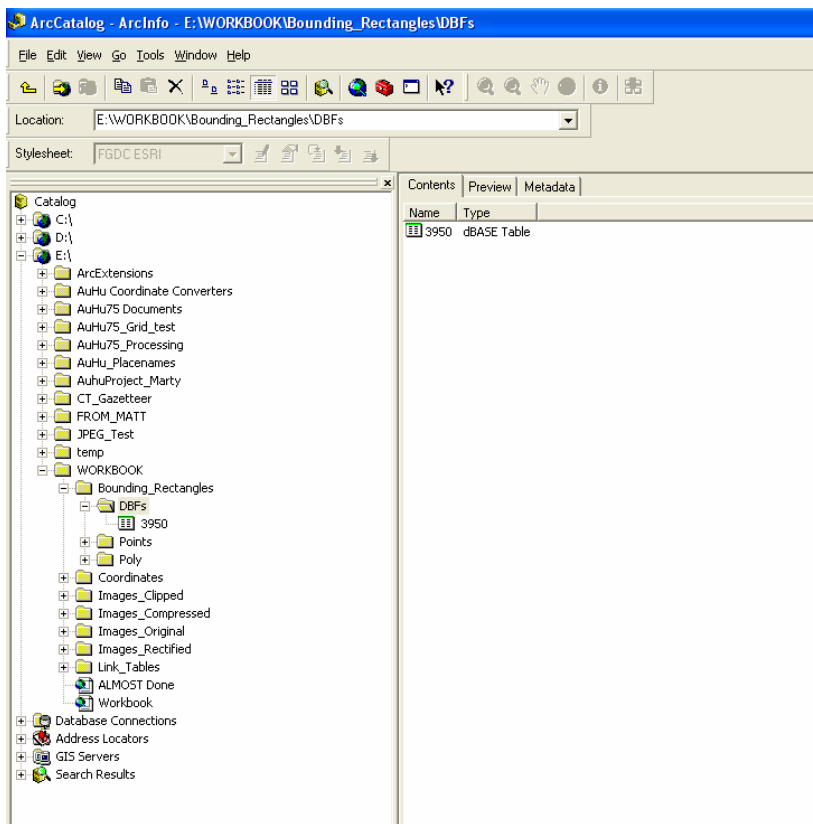 ArcCatalog - ArcInfo - E:\WORKBOOK\Bounding_Rectangles\DBFs
File Edit View Go Tools Window Help
Location: E:\WORKBOOK\Bounding_Rectangles\DBFs
Stylesheet: FGDC ESRI
Contents Preview Metadata
Name Type
3950 dBASE Table
Catalog
C:\
D:\
E:\
ArcExtensions
AuHu Coordinate Converters
AuHu75 Documents
AuHu75_Grid_test
AuHu75_Processing
AuHu_Placenames
AuhuProject_Marty
CT_Gazetteer
FROM_MATT
JPEG_Test
temp
WORKBOOK
Bounding_Rectangles
DBFs
3950
Points
Poly
Coordinates
Images_Clipped
Images_Compressed
Images_Original
Images_Rectified
Link_Tables
ALMOST Done
Workbook
Database Connections
Address Locators
GIS Servers
Search Results